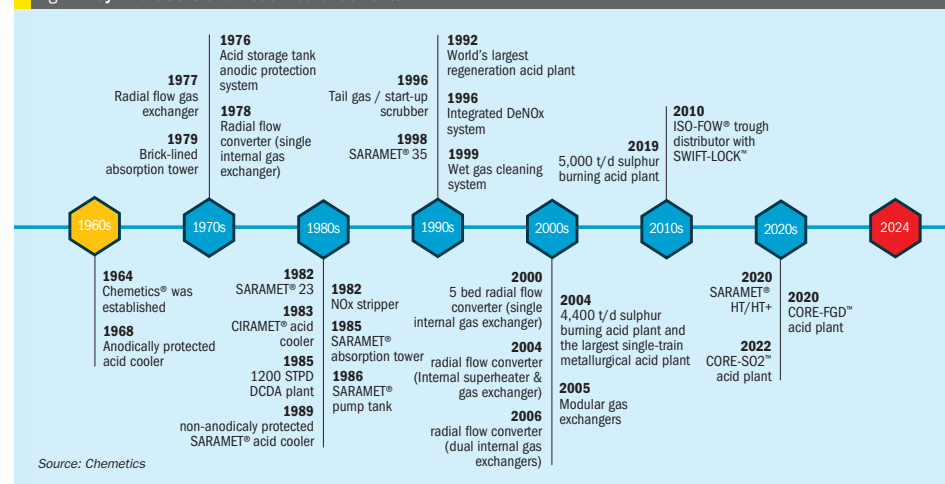 1976
Acid storage tank
anodic protection
system
1977
Radial flow gas
exchanger
1978
Radial flow
converter (single
internal gas
exchanger)
1979
Brick-lined
absorption tower
1992
World's largest
regeneration acid plant
1996
Tail gas / start-up
scrubber
1996
Integrated DeNOx
system
1998
SARAMET® 35
1999
Wet gas cleaning
system
2010
ISO-FOW® trough
distributor with
SWIFT-LOCK™
2019
5,000 t/d sulphur
burning acid plant
1960s
1970s
1980s
1990s
2000s
2010s
2020s
2024
1964
Chemetics® was
established
1968
Anodically protected
acid cooler
1982
SARAMET® 23
1983
CIRAMET® acid
cooler
1985
1200 STPD
DCDA plant
1989
non-anodicaly protected
SARAMET® acid cooler
1982
NOx stripper
1985
SARAMET®
absorption tower
1986
SARAMET®
pump tank
2000
5 bed radial flow
converter (single
internal gas exchanger)
2004
radial flow converter
(Internal superheater &
gas exchanger)
2006
radial flow converter
(dual internal gas
exchangers)
2004
4,400 t/d sulphur
burning acid plant and
the largest single-train
metallurgical acid plant
2005
Modular gas
exchangers
2020
SARAMET®
HT/HT+
2022
CORE-SO2™
acid plant
2020
CORE-FGD™
acid plant
Source: Chemetics